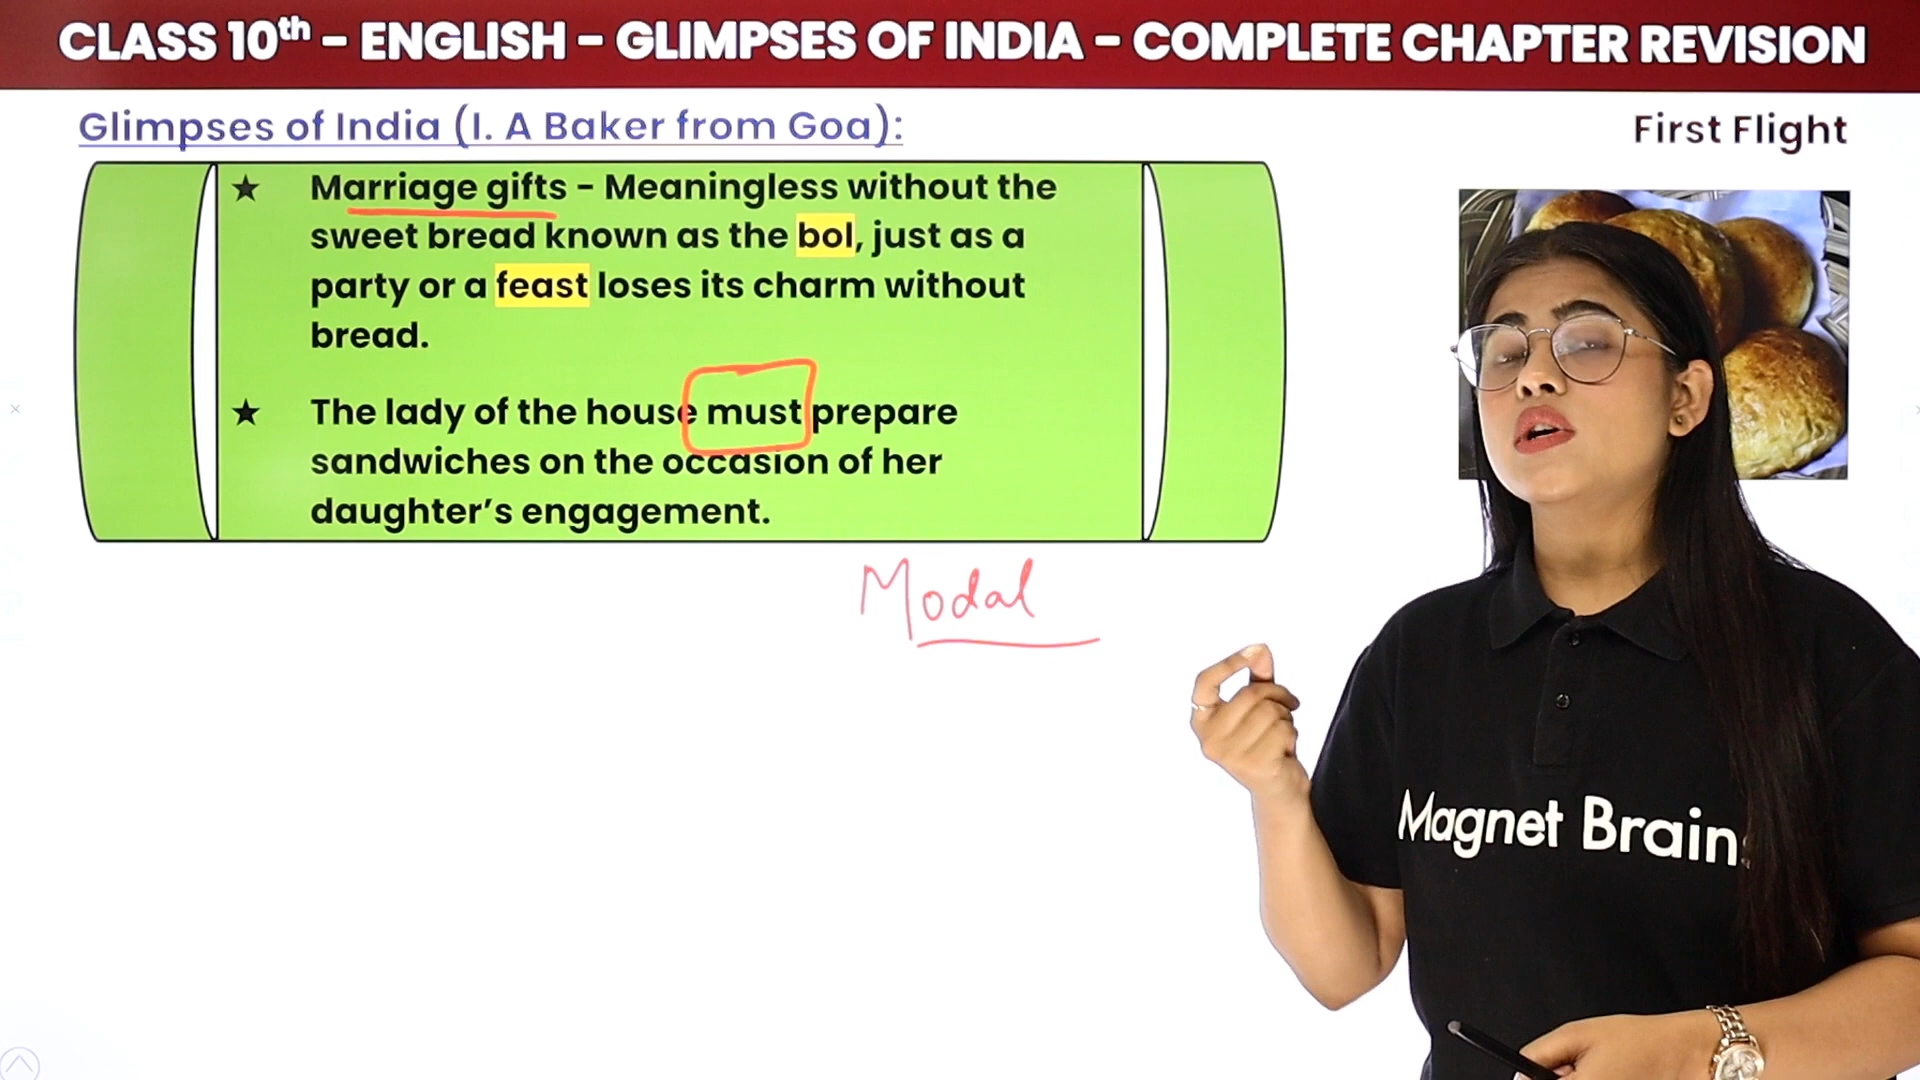 CLASS 10th - ENGLISH - GLIMPSES OF INDIA - COMPLETE CHAPTER REVISION
Glimpses of India (I. A Baker from Goa):
First Flight
★ Marriage gifts - Meaningless without the
sweet bread known as the bol, just as a
party or a feast loses its charm without
bread.
★ The lady of the house must prepare
sandwiches on the occasion of her
daughter's engagement.
Modal
Magnet Brain